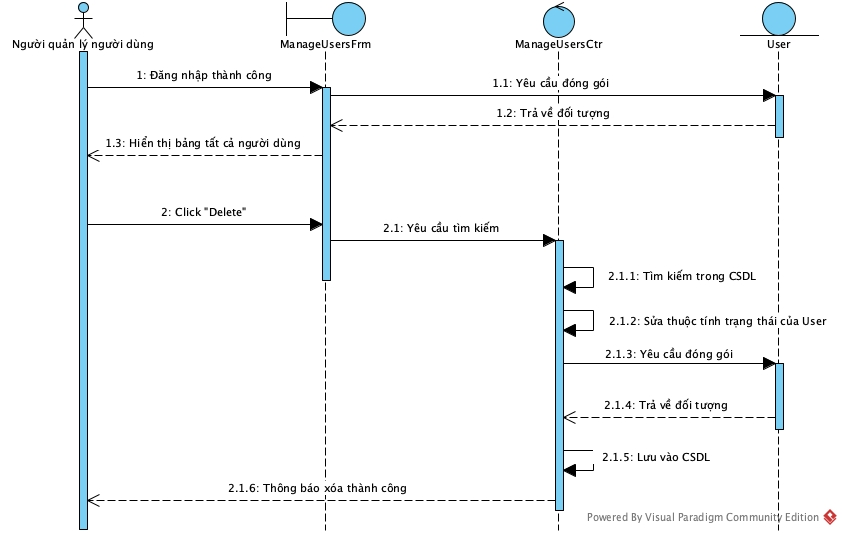 Người quản lý người dùng
ManageUsersFrm
ManageUsersCtr
User
1: Đăng nhập thành công
1.1: Yêu cầu đóng gói
1.2: Trả về đối tượng
1.3: Hiển thị bảng tất cả người dùng
2: Click "Delete"
2.1: Yêu cầu tìm kiếm
2.1.1: Tìm kiếm trong CSDL
2.1.2: Sửa thuộc tính trạng thái của User
2.1.3: Yêu cầu đóng gói
2.1.4: Trả về đối tượng
2.1.5: Lưu vào CSDL
2.1.6: Thông báo xóa thành công
Powered By Visual Paradigm Community Edition